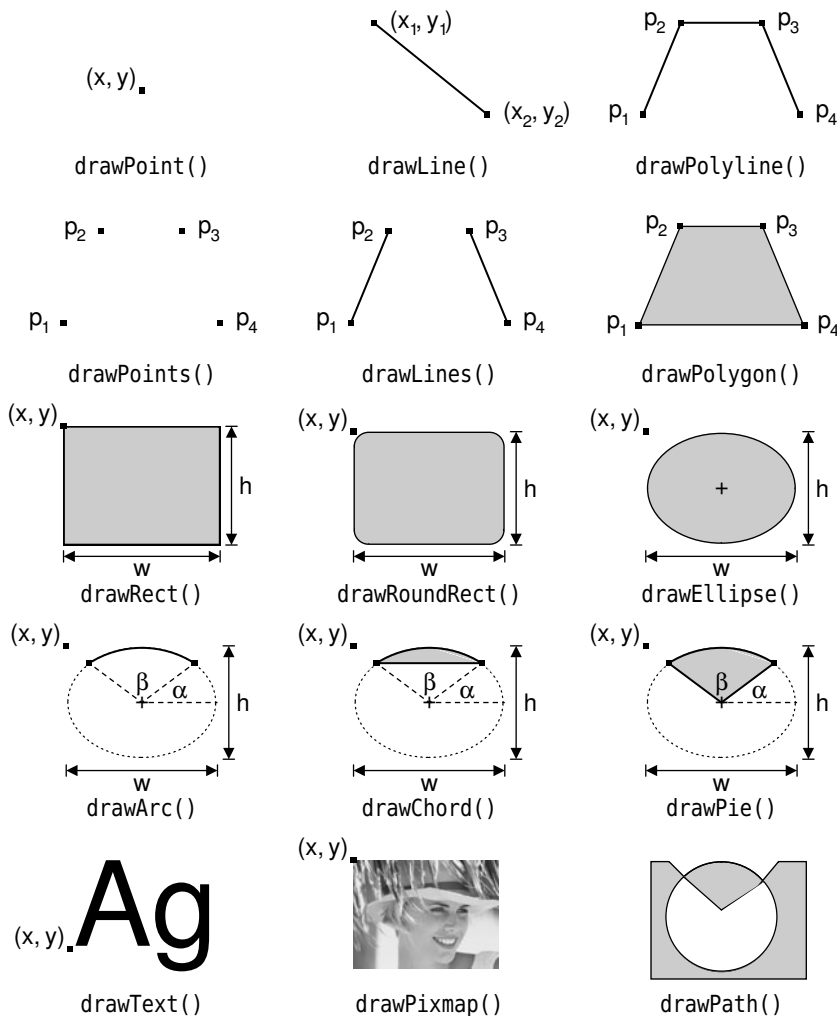 (x, y)
drawPoint()
(x₁, y₁)
(x₂, y₂)
drawLine()
p₂ p₃
p₁ p₄
drawPolyline()
p₂ p₃
p₁ p₄
drawPoints()
p₂ p₃
p₁ p₄
drawLines()
p₂ p₃
p₁ p₄
drawPolygon()
(x, y)
h
w
drawRect()
(x, y)
h
w
drawRoundRect()
(x, y)
h
w
drawEllipse()
(x, y)
β
α
h
w
drawArc()
(x, y)
β
α
h
w
drawChord()
(x, y)
β
α
h
w
drawPie()
Ag
(x, y)
drawText()
(x, y)
drawPixmap()
drawPath()